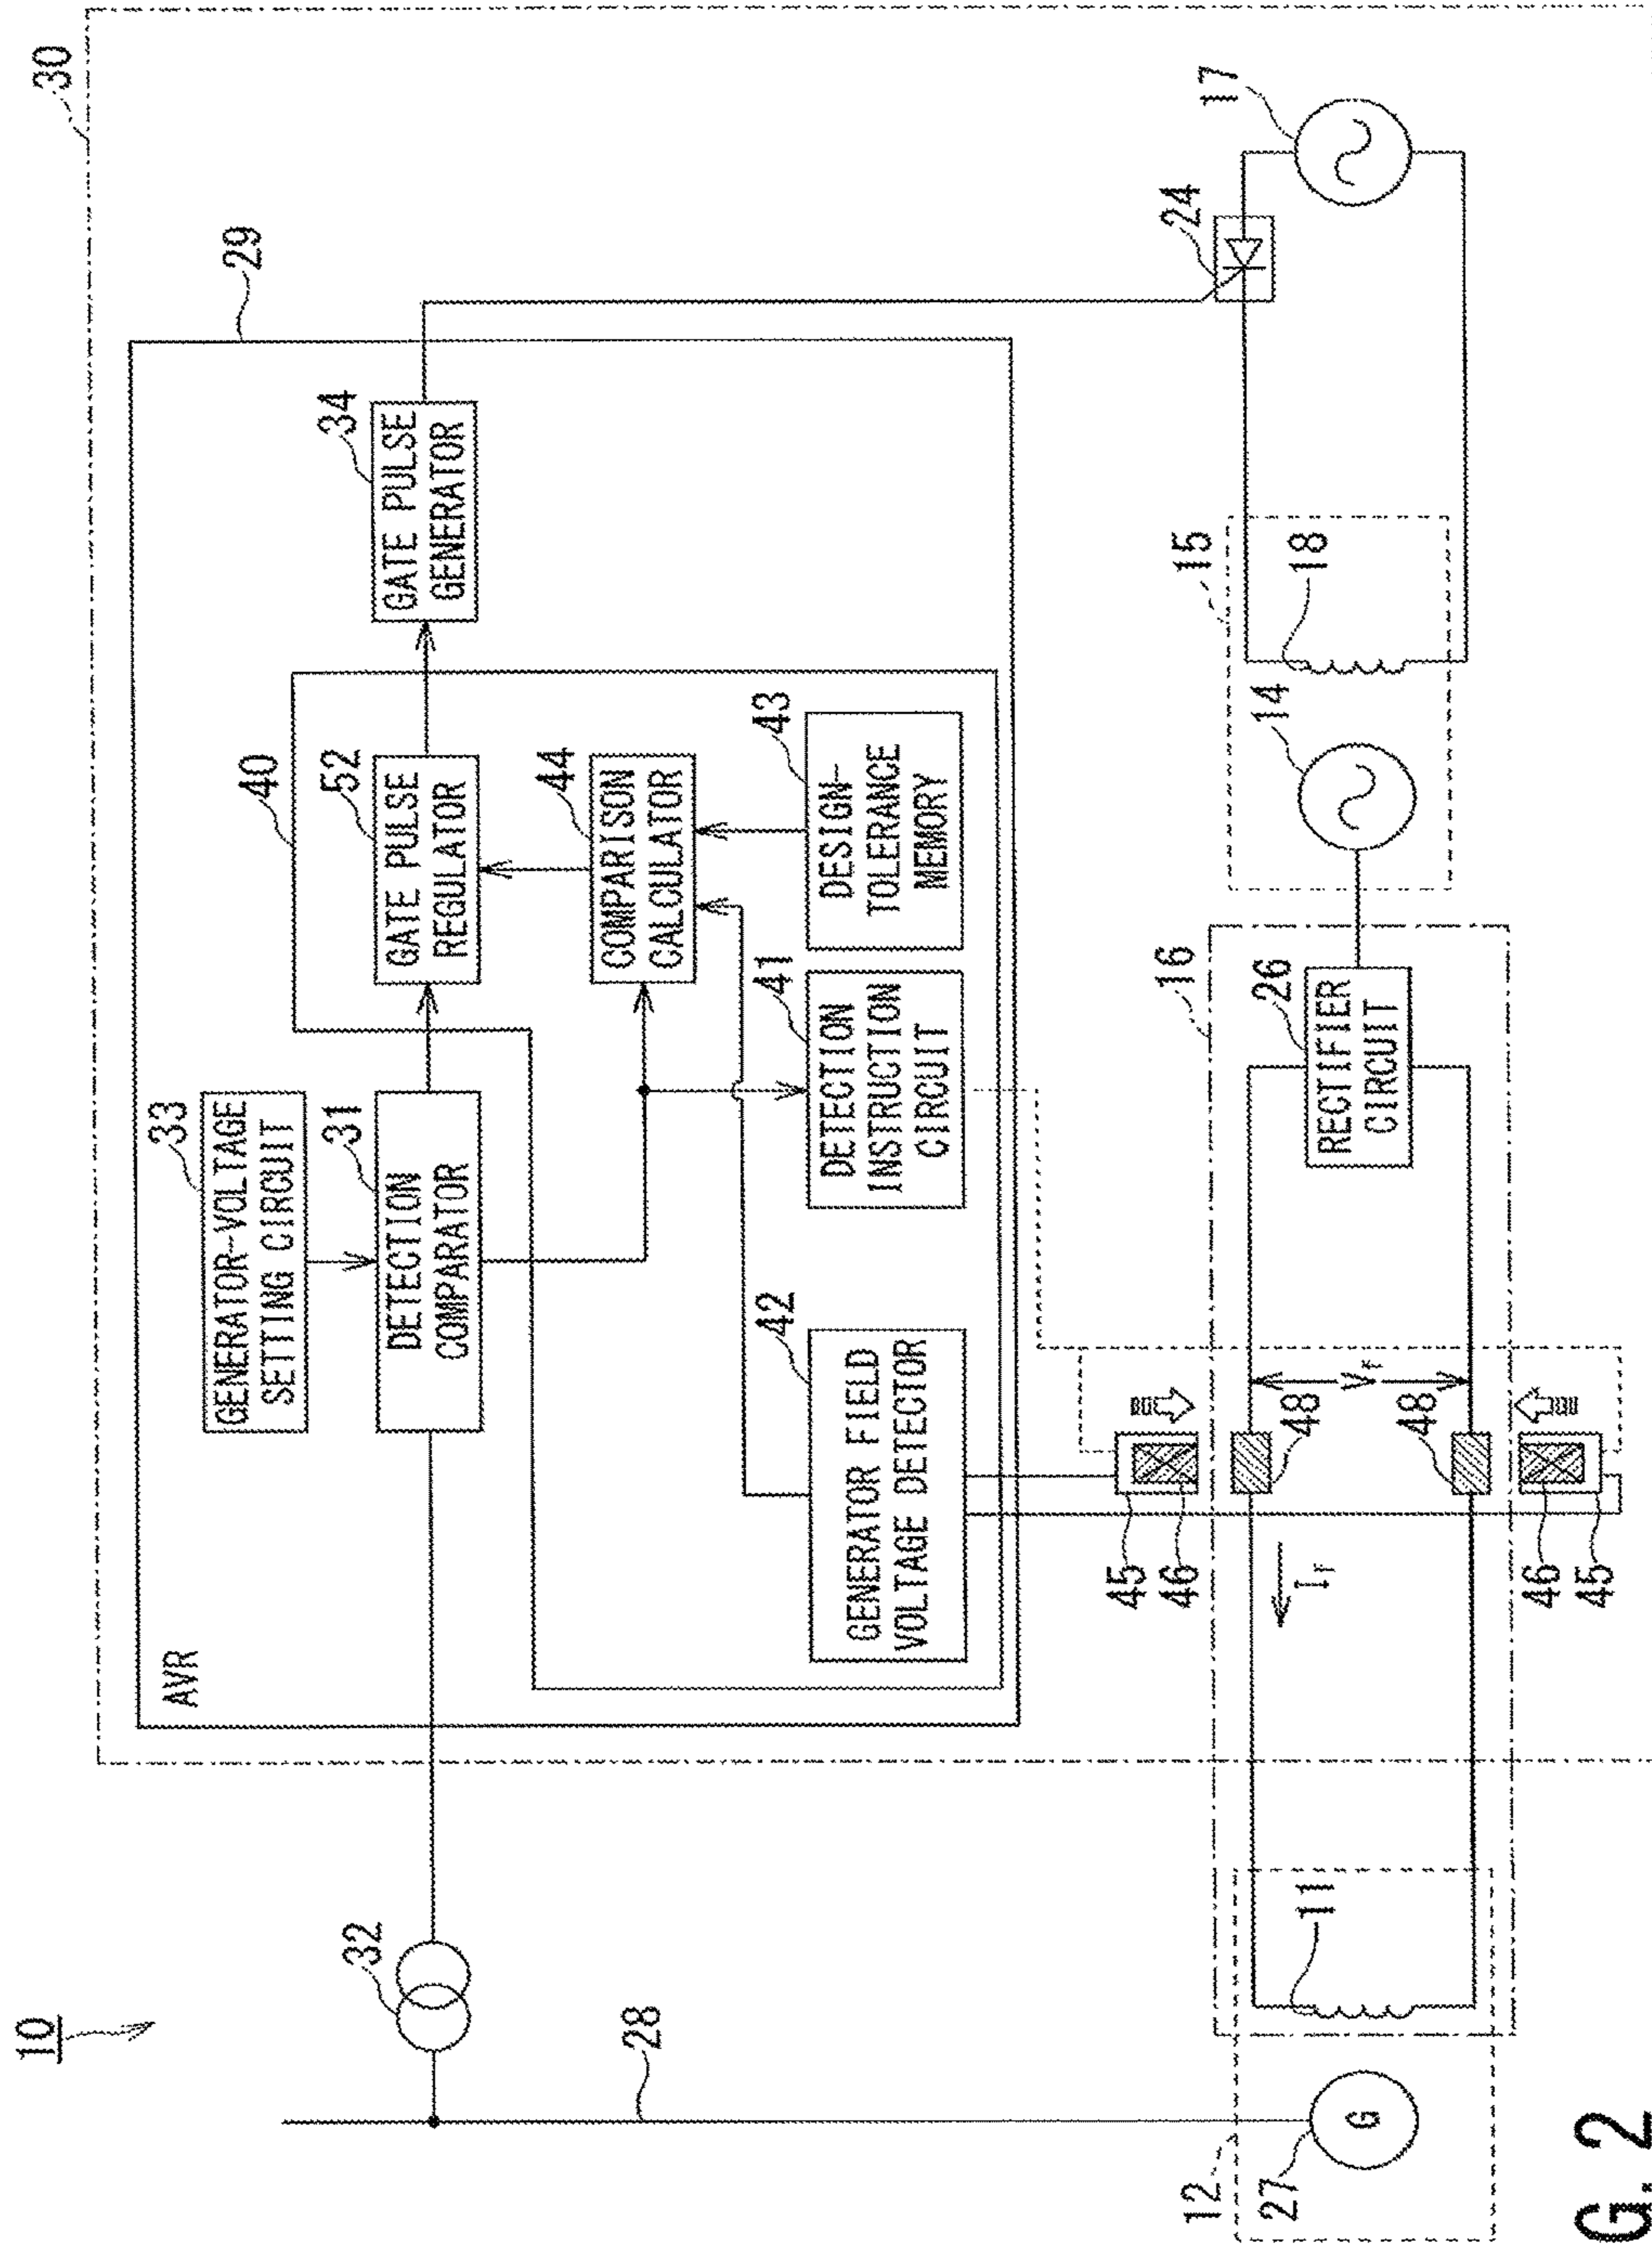 10
30
29
AVR
33
GENERATOR-VOLTAGE
SETTING CIRCUIT
31
DETECTION
COMPARATOR
32
28
40
52
GATE PULSE
REGULATOR
34
GATE PULSE
GENERATOR
44
COMPARISON
CALCULATOR
42
GENERATOR FIELD
VOLTAGE DETECTOR
41
DETECTION
INSTRUCTION
CIRCUIT
43
DESIGN-
TOLERANCE
MEMORY
24
17
45
46
48
48
46
45
IF
VF
16
26
RECTIFIER
CIRCUIT
14
15
18
12
27
G
11
G. 2